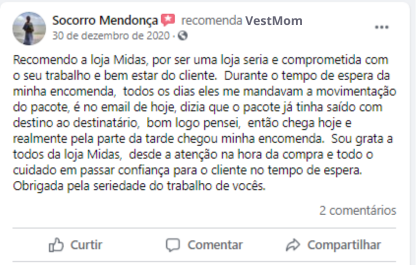 Socorro Mendonça recomenda VestMom
30 de dezembro de 2020 ·
Recomendo a loja Midas, por ser uma loja seria e comprometida com
o seu trabalho e bem estar do cliente. Durante o tempo de espera da
minha encomenda, todos os dias eles me mandavam a movimentação
do pacote, é no email de hoje, dizia que o pacote já tinha saído com
destino ao destinatário, bom logo pensei, então chega hoje e
realmente pela parte da tarde chegou minha encomenda. Sou grata a
todos da loja Midas, desde a atenção na hora da compra e todo o
cuidado em passar confiança para o cliente no tempo de espera.
Obrigada pela seriedade do trabalho de vocês.
2 comentários
Curtir Comentar Compartilhar